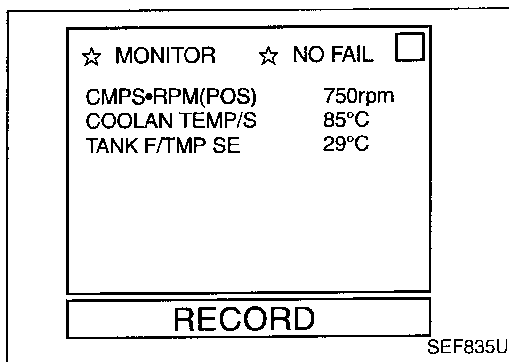 ☆ MONITOR ☆ NO FAIL
CMPS•RPM(POS) 750rpm
COOLAN TEMP/S 85°C
TANK F/TMP SE 29°C
RECORD
SEF835U